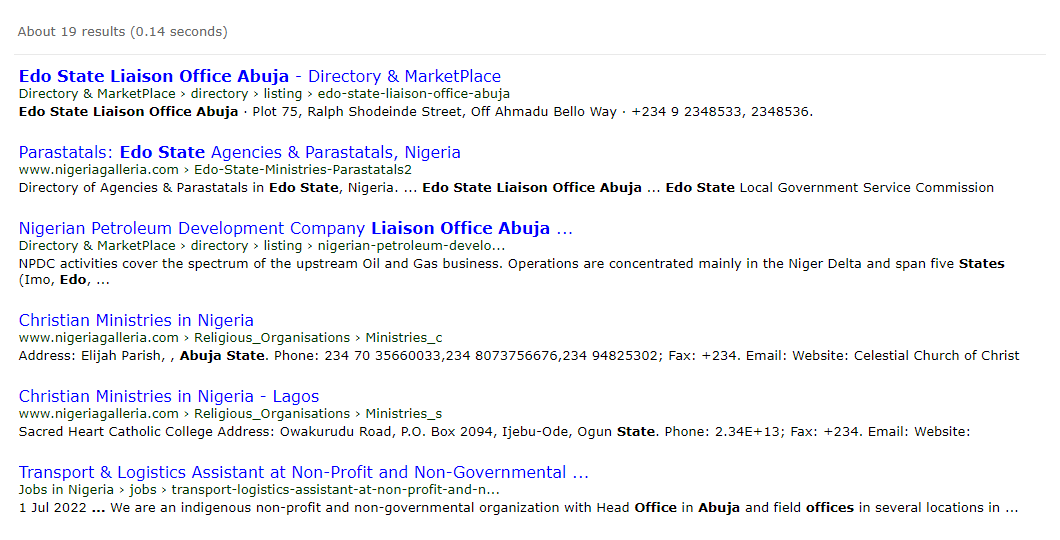 About 19 results (0.14 seconds)
Edo State Liaison Office Abuja - Directory & MarketPlace
Directory & MarketPlace › directory › listing › edo-state-liaison-office-abuja
Edo State Liaison Office Abuja · Plot 75, Ralph Shodeinde Street, Off Ahmadu Bello Way · +234 9 2348533, 2348536.
Parastatals: Edo State Agencies & Parastatals, Nigeria
www.nigeriagalleria.com › Edo-State-Ministries-Parastatals2
Directory of Agencies & Parastatals in Edo State, Nigeria. ... Edo State Liaison Office Abuja ... Edo State Local Government Service Commission
Nigerian Petroleum Development Company Liaison Office Abuja ...
Directory & MarketPlace › directory › listing › nigerian-petroleum-develo...
NPDC activities cover the spectrum of the upstream Oil and Gas business. Operations are concentrated mainly in the Niger Delta and span five States
(Imo, Edo, ...
Christian Ministries in Nigeria
www.nigeriagalleria.com › Religious_Organisations › Ministries_c
Address: Elijah Parish, , Abuja State. Phone: 234 70 35660033,234 8073756676,234 94825302; Fax: +234. Email: Website: Celestial Church of Christ
Christian Ministries in Nigeria - Lagos
www.nigeriagalleria.com › Religious_Organisations › Ministries_s
Sacred Heart Catholic College Address: Owakurudu Road, P.O. Box 2094, Ijebu-Ode, Ogun State. Phone: 2.34E+13; Fax: +234. Email: Website:
Transport & Logistics Assistant at Non-Profit and Non-Governmental ...
Jobs in Nigeria › jobs › transport-logistics-assistant-at-non-profit-and-n...
1 Jul 2022 ... We are an indigenous non-profit and non-governmental organization with Head Office in Abuja and field offices in several locations in ...